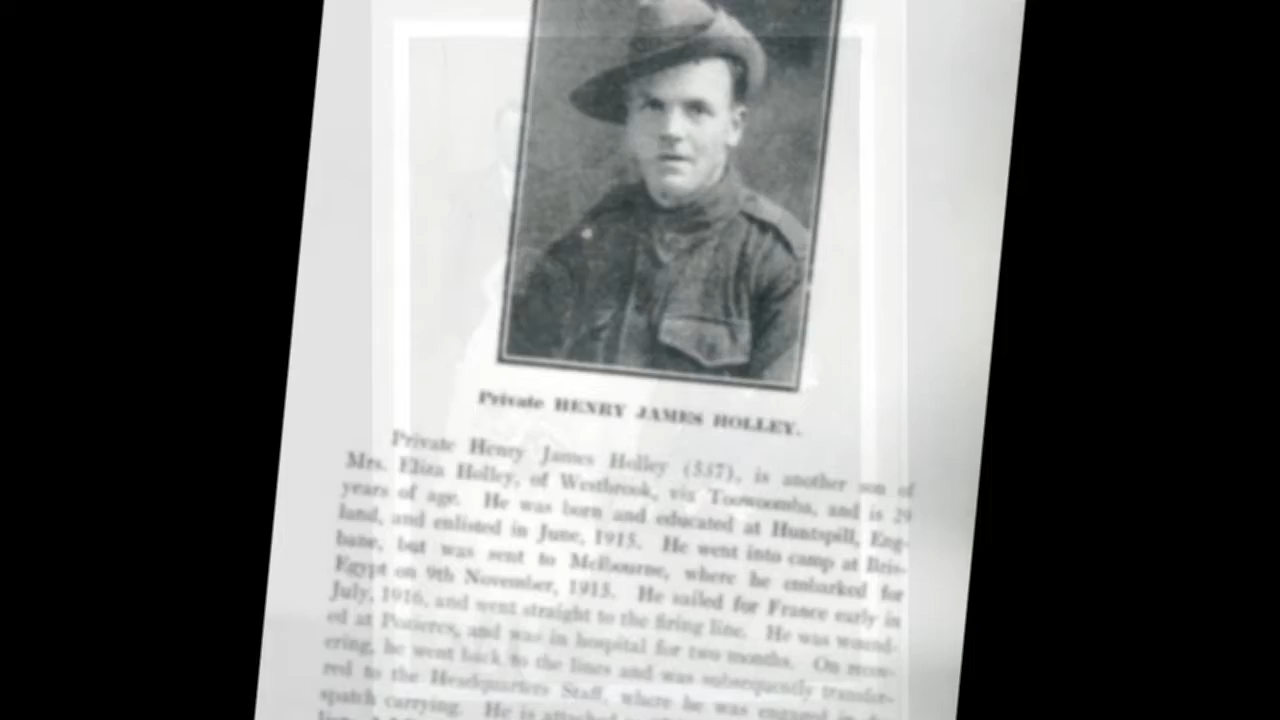 Private HENRY JAMES HOLLEY.
Private Henry James Holley (537), is another son of
Mrs. Eliza Holley, of Westbrook, via Toowoomba, and is 29
years of age. He was born and educated at Huntspill, Eng-
land, and enlisted in June, 1915. He went into camp at Bris-
bane, but was sent to Melbourne, where he embarked for
Egypt on 9th November, 1915. He sailed for France early in
July, 1916, and went straight to the firing line. He was wound-
ed at Pozieres, and was in hospital for two months. On recov-
ering, he went back to the lines and was subsequently transfer-
red to the Headquarters Staff, where he was engaged in de-
spatch carrying. He is attached